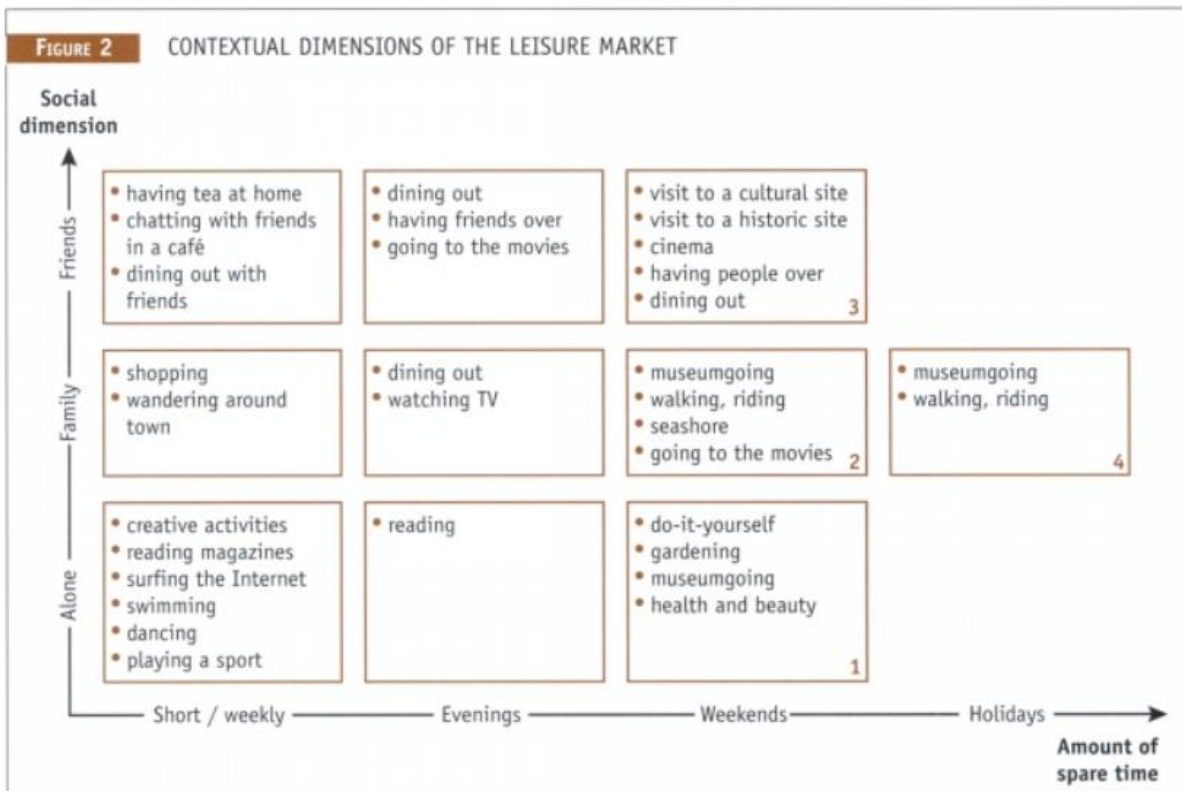 FIGURE 2 CONTEXTUAL DIMENSIONS OF THE LEISURE MARKET
Social
dimension
Friends
• having tea at home
• chatting with friends
in a café
• dining out with
friends
• dining out
• having friends over
• going to the movies
• visit to a cultural site
• visit to a historic site
• cinema
• having people over
• dining out
3
Family
• shopping
• wandering around
town
• dining out
• watching TV
• museumgoing
• walking, riding
• seashore
• going to the movies 2
• museumgoing
• walking, riding
4
Alone
• creative activities
• reading magazines
• surfing the Internet
• swimming
• dancing
• playing a sport
• reading
• do-it-yourself
• gardening
• museumgoing
• health and beauty
1
Short / weekly Evenings Weekends Holidays
Amount of
spare time